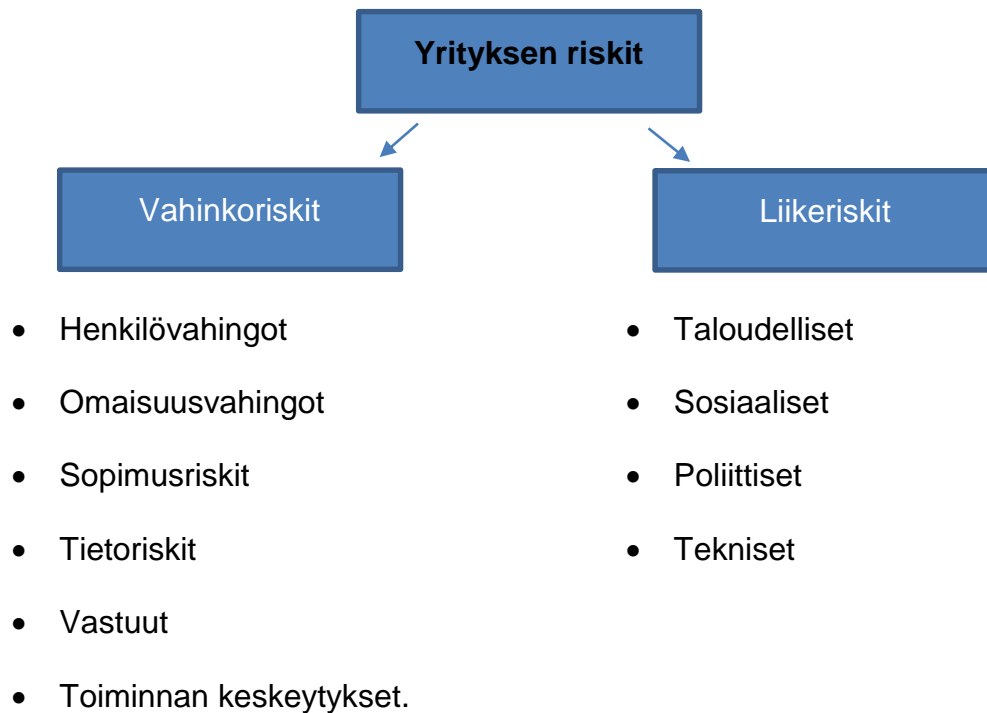 Yrityksen riskit
Vahinkoriskit
Liikeriskit
• Henkilövahingot
• Omaisuusvahingot
• Sopimusriskit
• Tietoriskit
• Vastuut
• Toiminnan keskeytykset.
• Taloudelliset
• Sosiaaliset
• Poliittiset
• Tekniset